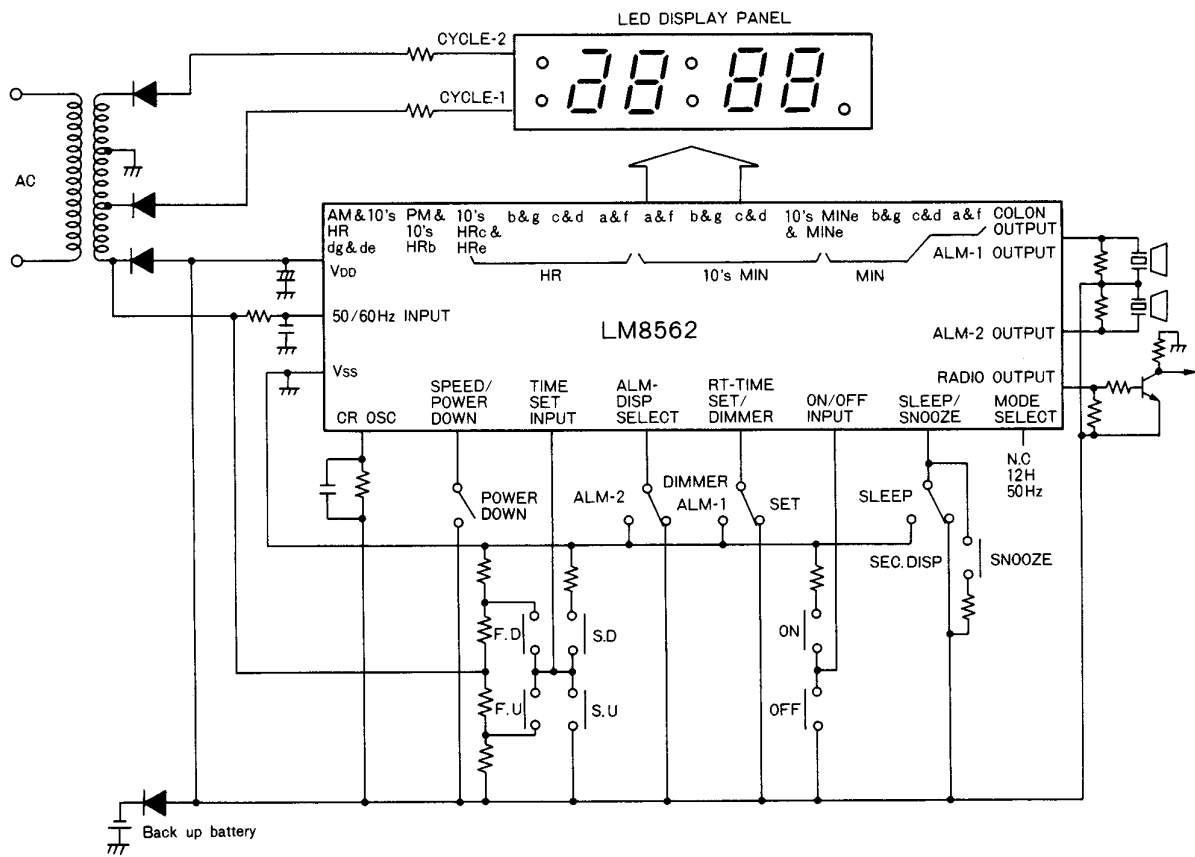 LED DISPLAY PANEL
CYCLE-2
CYCLE-1
AC
AM & 10's
HR
dg & de
PM &
10's
HRb
10's
HRc &
HRe
b&g c&d a&f
HR
a&f b&g c&d
10's MIN
10's MINe
& MINe
b&g c&d a&f
MIN
COLON
OUTPUT
VDD
ALM-1 OUTPUT
50/60Hz INPUT
LM8562
ALM-2 OUTPUT
VSS
RADIO OUTPUT
CR OSC
SPEED/
POWER
DOWN
TIME
SET
INPUT
ALM-
DISP
SELECT
RT-TIME
SET/
DIMMER
ON/OFF
INPUT
SLEEP/
SNOOZE
MODE
SELECT
N.C
12H
50Hz
POWER
DOWN
ALM-2
DIMMER
ALM-1
SET
SLEEP
SEC.DISP
SNOOZE
F.D
S.D
ON
F.U
S.U
OFF
Back up battery